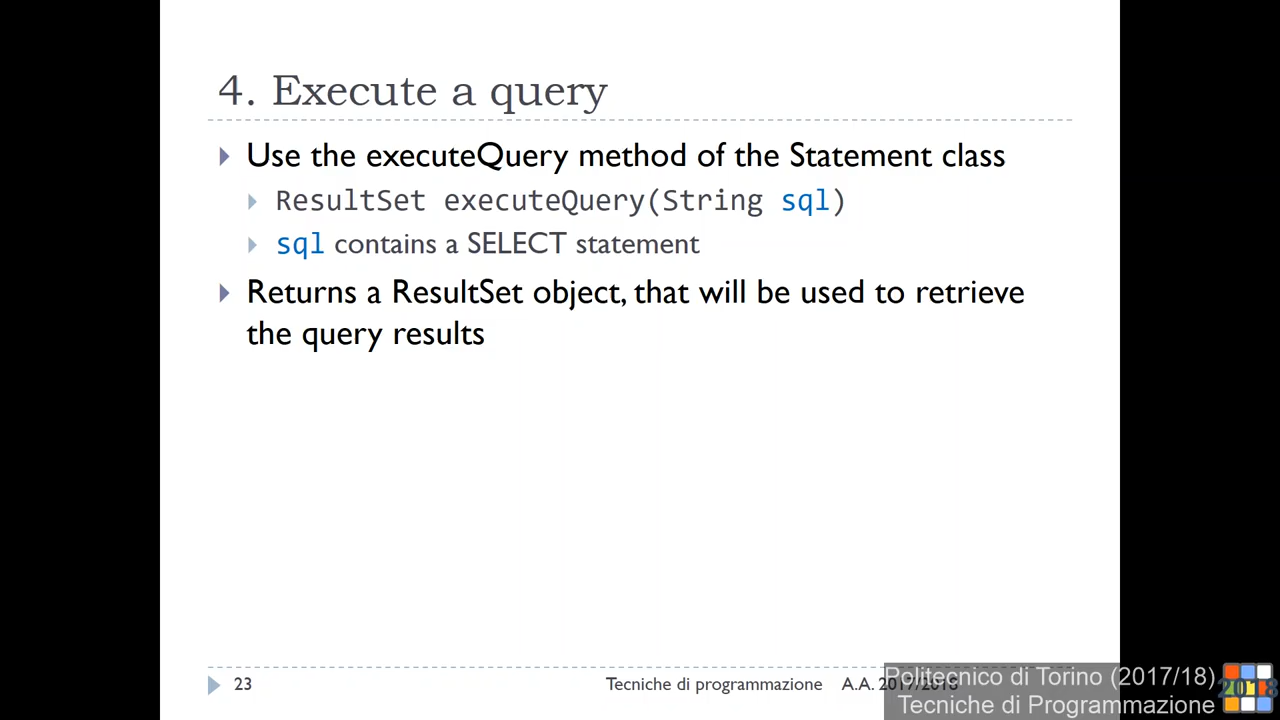 4. Execute a query
Use the executeQuery method of the Statement class
ResultSet executeQuery(String sql)
sql contains a SELECT statement
Returns a ResultSet object, that will be used to retrieve
the query results
23
Tecniche di programmazione A.A. 2017/2018
Politecnico di Torino (2017/18)
Tecniche di Programmazione
2018